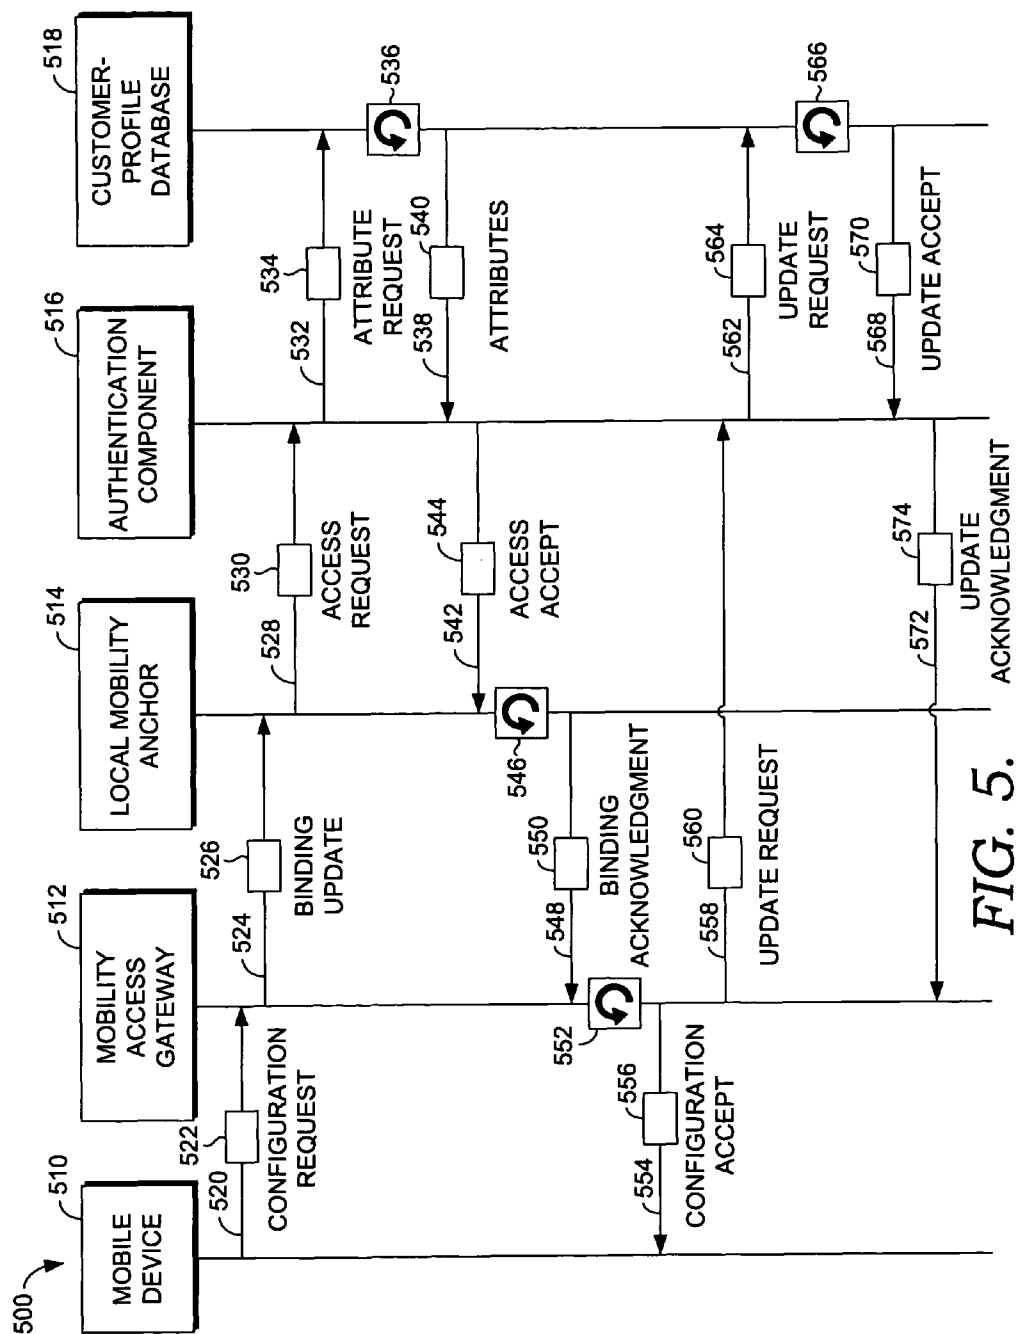 500
510
MOBILE
DEVICE
512
MOBILITY
ACCESS
GATEWAY
514
LOCAL MOBILITY
ANCHOR
516
AUTHENTICATION
COMPONENT
518
CUSTOMER-
PROFILE
DATABASE
520
522
CONFIGURATION
REQUEST
524
526
BINDING
UPDATE
528
530
ACCESS
REQUEST
532
534
ATTRIBUTE
REQUEST
536
538
540
ATTRIBUTES
542
544
ACCESS
ACCEPT
546
548
550
BINDING
ACKNOWLEDGMENT
552
554
556
CONFIGURATION
ACCEPT
558
560
UPDATE REQUEST
562
564
UPDATE
REQUEST
566
568
570
UPDATE ACCEPT
572
574
UPDATE
ACKNOWLEDGMENT
FIG. 5.